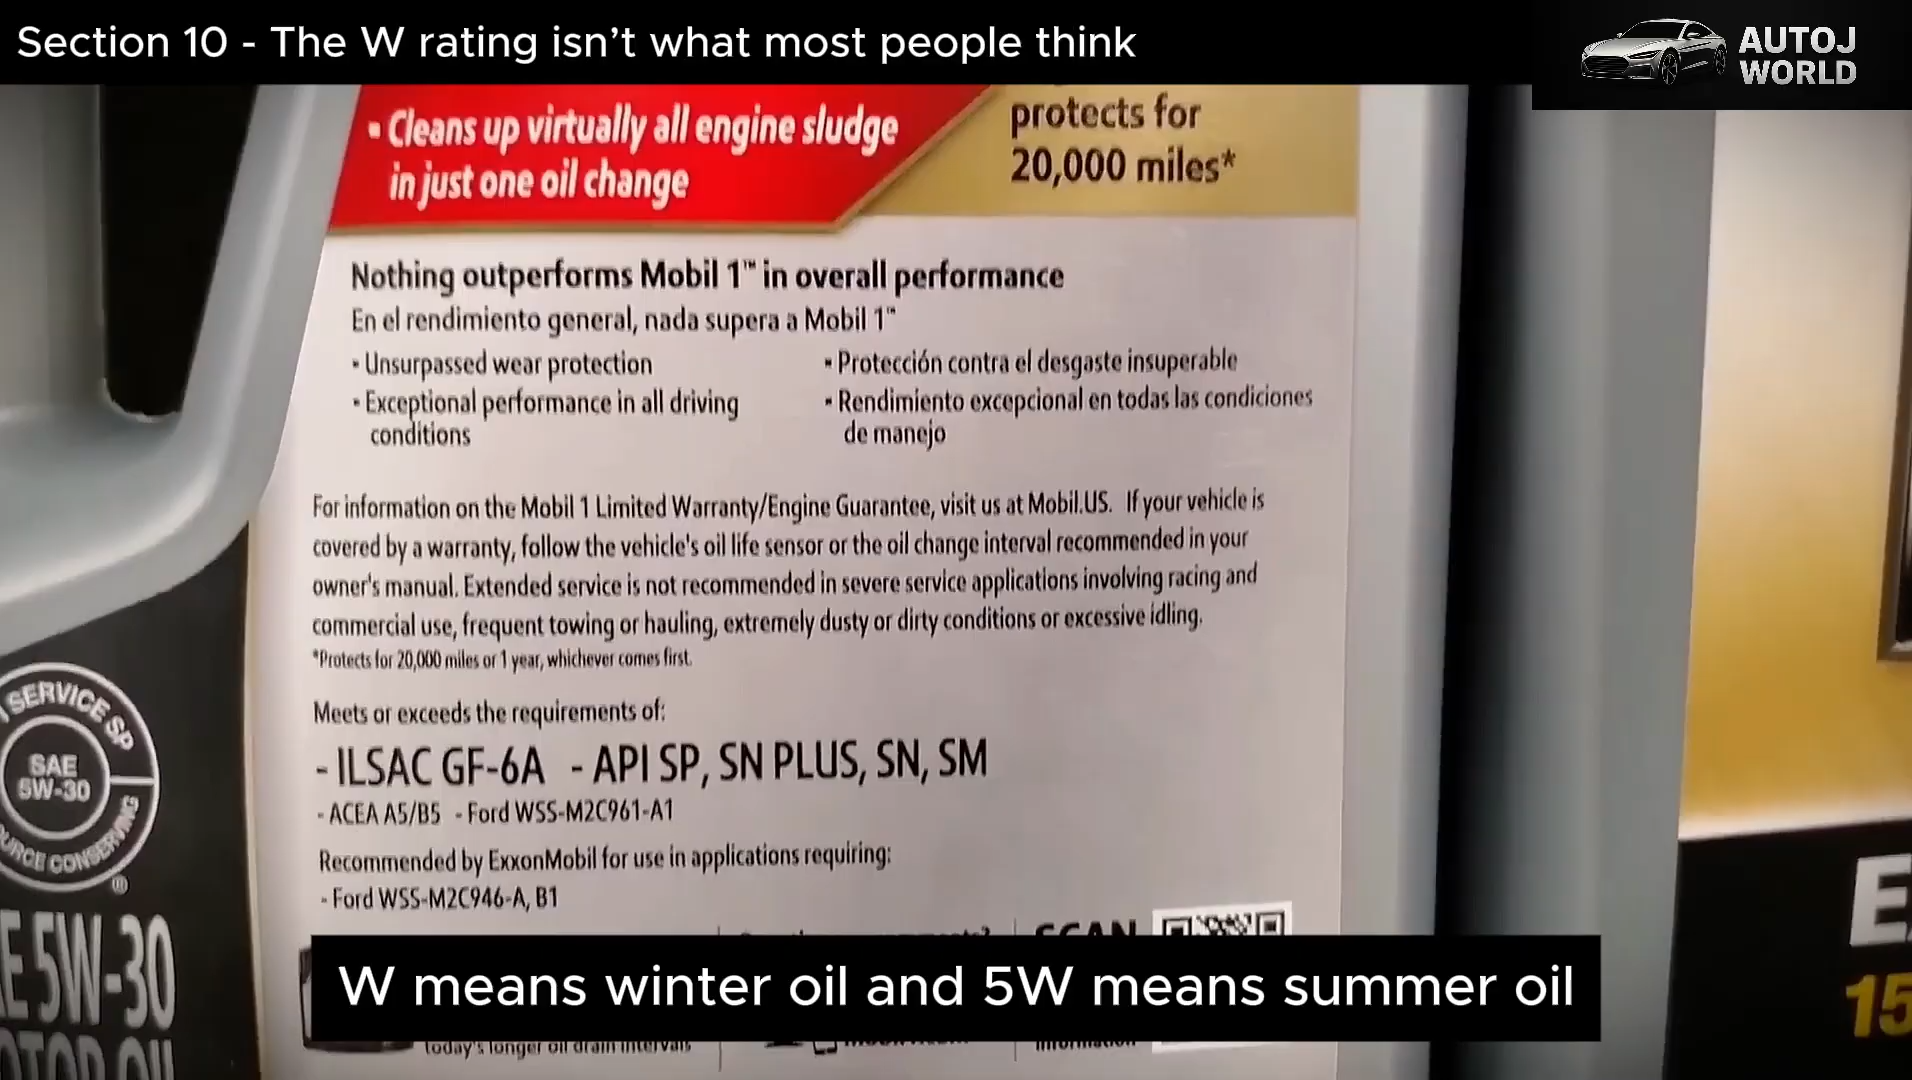 Section 10 - The W rating isn't what most people think
AUTOJ
WORLD
▪ Cleans up virtually all engine sludge
in just one oil change
protects for
20,000 miles*
Nothing outperforms Mobil 1™ in overall performance
En el rendimiento general, nada supera a Mobil 1™
▪ Unsurpassed wear protection
▪ Exceptional performance in all driving
conditions
▪ Protección contra el desgaste insuperable
▪ Rendimiento excepcional en todas las condiciones
de manejo
For information on the Mobil 1 Limited Warranty/Engine Guarantee, visit us at Mobil.US. If your vehicle is
covered by a warranty, follow the vehicle's oil life sensor or the oil change interval recommended in your
owner's manual. Extended service is not recommended in severe service applications involving racing and
commercial use, frequent towing or hauling, extremely dusty or dirty conditions or excessive idling.
*Protects for 20,000 miles or 1 year, whichever comes first.
Meets or exceeds the requirements of:
- ILSAC GF-6A - API SP, SN PLUS, SN, SM
- ACEA A5/B5 - Ford WSS-M2C961-A1
Recommended by ExxonMobil for use in applications requiring:
- Ford WSS-M2C946-A, B1
SERVICE SP
SAE
5W-30
CONSERVING
®
5W-30
SCAN
W means winter oil and 5W means summer oil
today's longer oil drain intervals
information
15